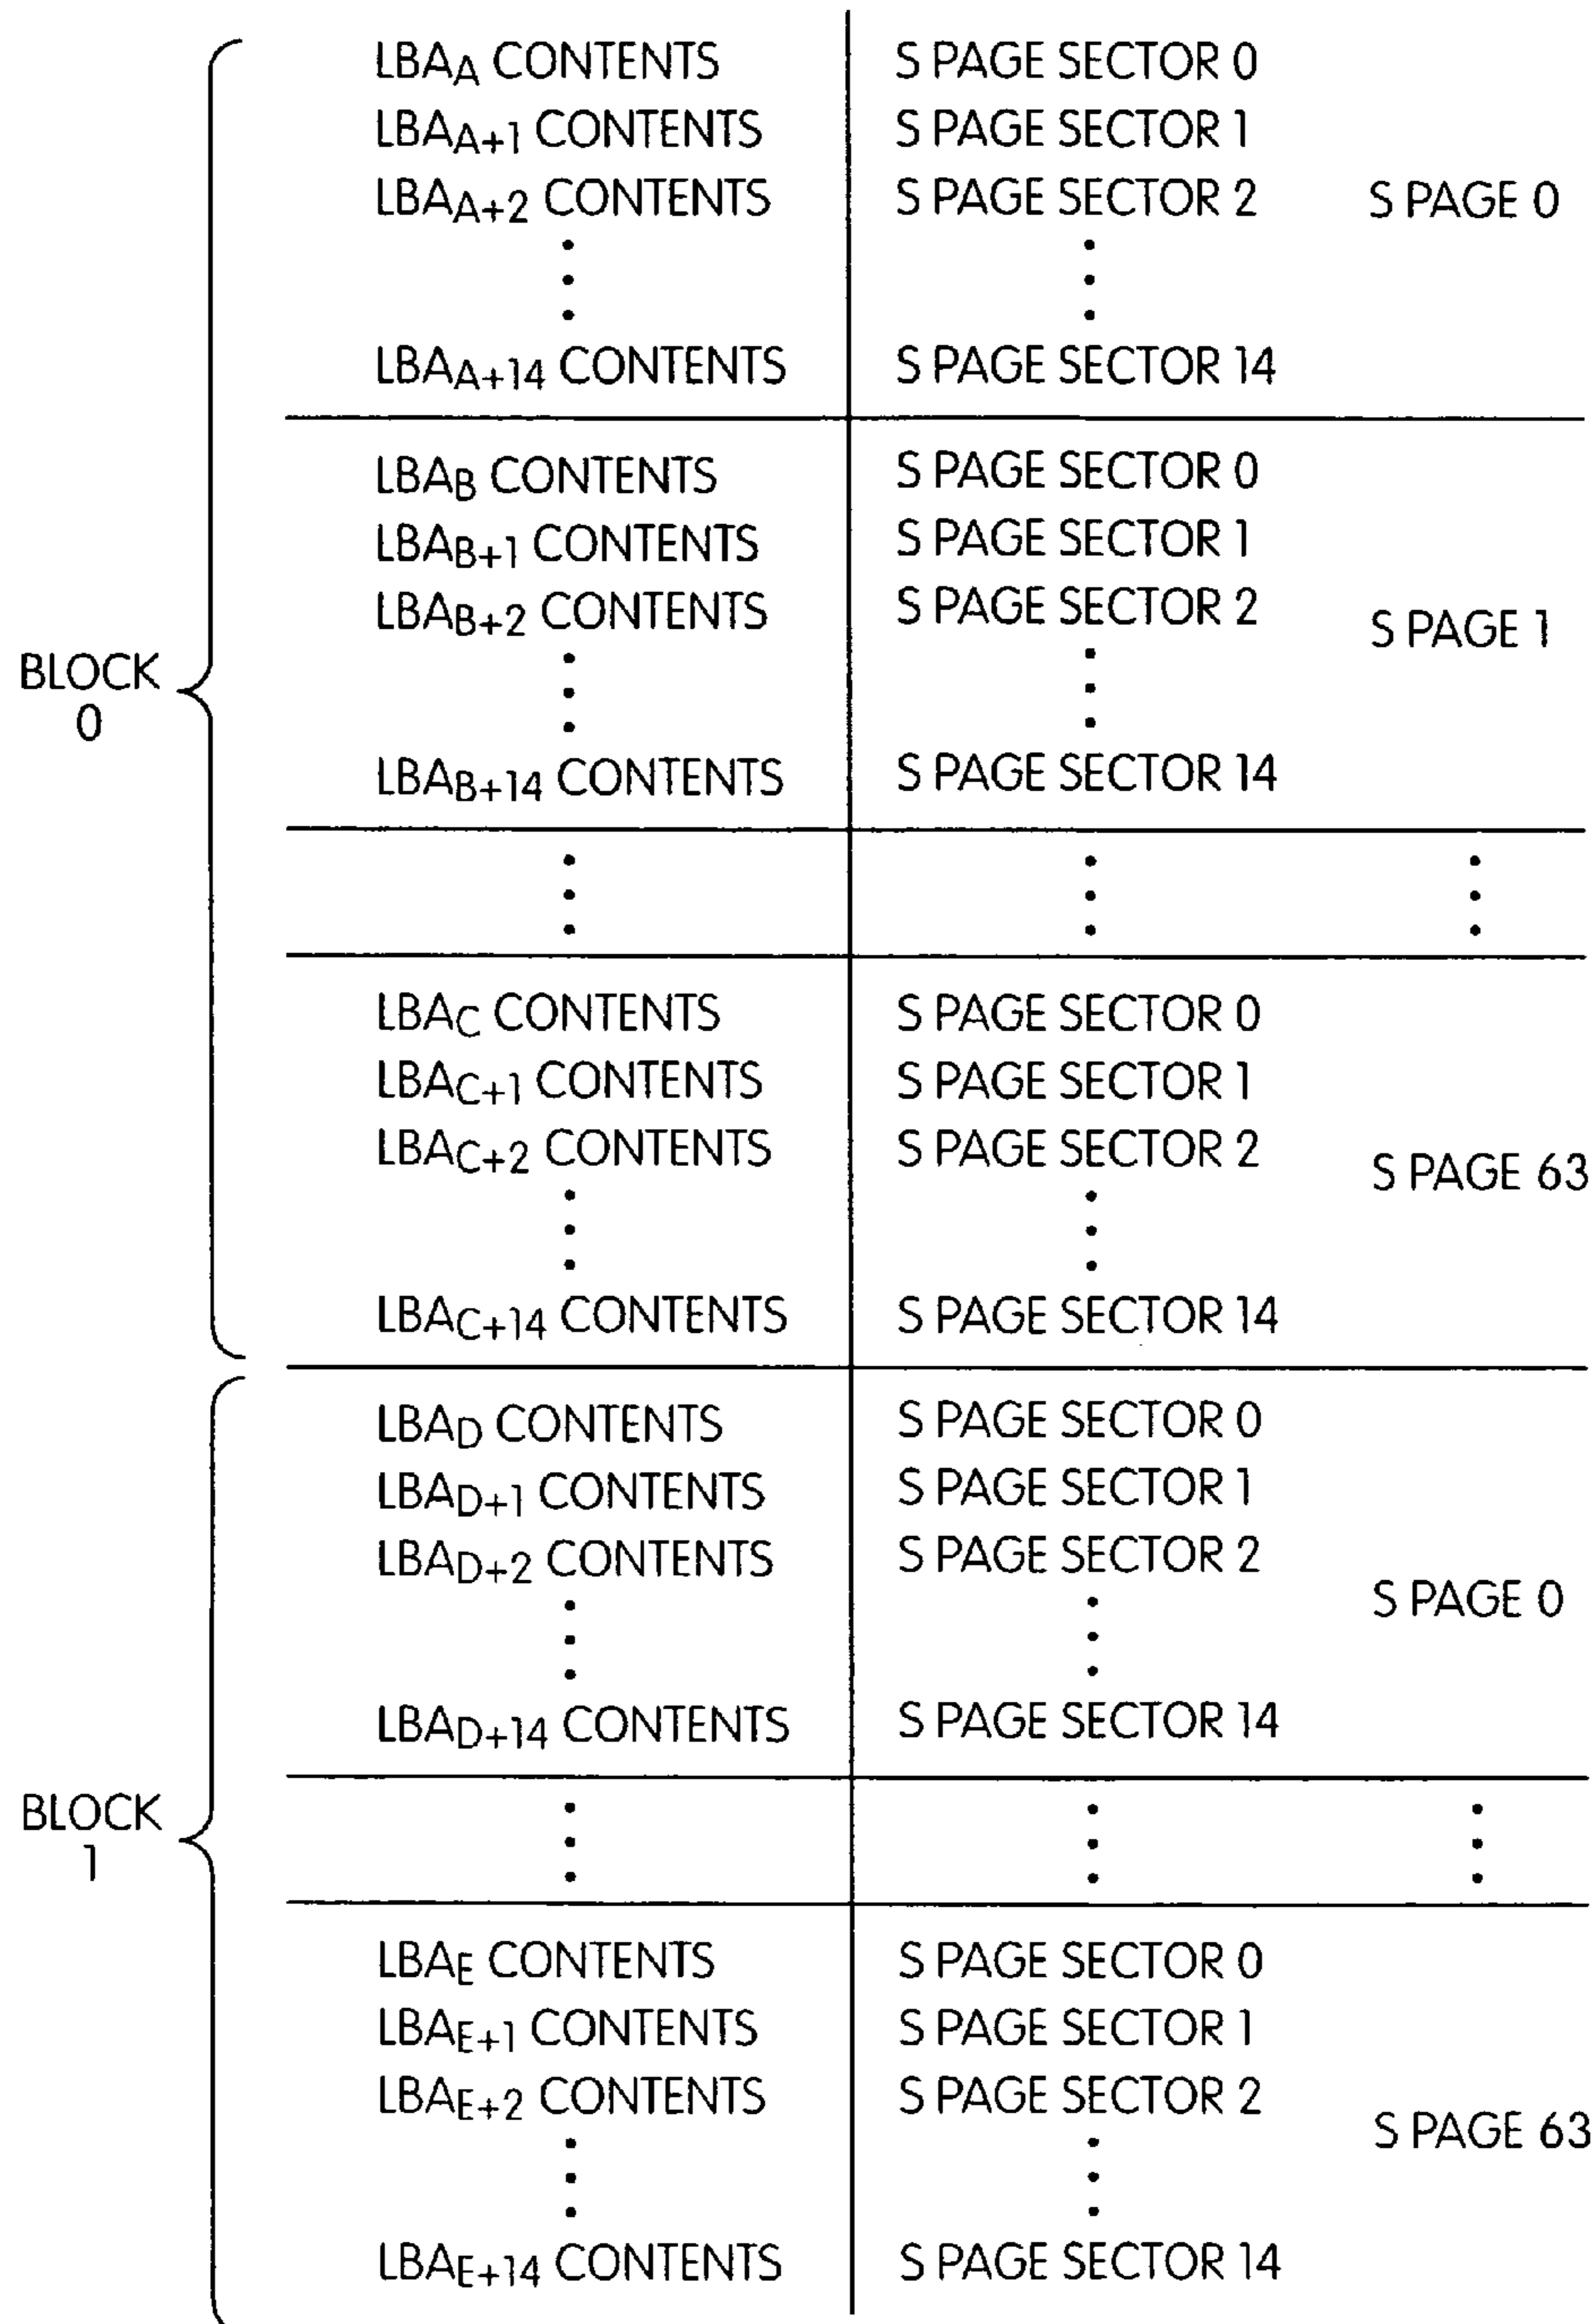 LBAA CONTENTS S PAGE SECTOR 0
LBAA+1 CONTENTS S PAGE SECTOR 1
LBAA+2 CONTENTS S PAGE SECTOR 2 S PAGE 0
LBAA+14 CONTENTS S PAGE SECTOR 14
LBAB CONTENTS S PAGE SECTOR 0
LBAB+1 CONTENTS S PAGE SECTOR 1
LBAB+2 CONTENTS S PAGE SECTOR 2 S PAGE 1
BLOCK
0
LBAB+14 CONTENTS S PAGE SECTOR 14
LBAC CONTENTS S PAGE SECTOR 0
LBAC+1 CONTENTS S PAGE SECTOR 1
LBAC+2 CONTENTS S PAGE SECTOR 2 S PAGE 63
LBAC+14 CONTENTS S PAGE SECTOR 14
LBAD CONTENTS S PAGE SECTOR 0
LBAD+1 CONTENTS S PAGE SECTOR 1
LBAD+2 CONTENTS S PAGE SECTOR 2 S PAGE 0
LBAD+14 CONTENTS S PAGE SECTOR 14
BLOCK
1
LBAE CONTENTS S PAGE SECTOR 0
LBAE+1 CONTENTS S PAGE SECTOR 1
LBAE+2 CONTENTS S PAGE SECTOR 2 S PAGE 63
LBAE+14 CONTENTS S PAGE SECTOR 14